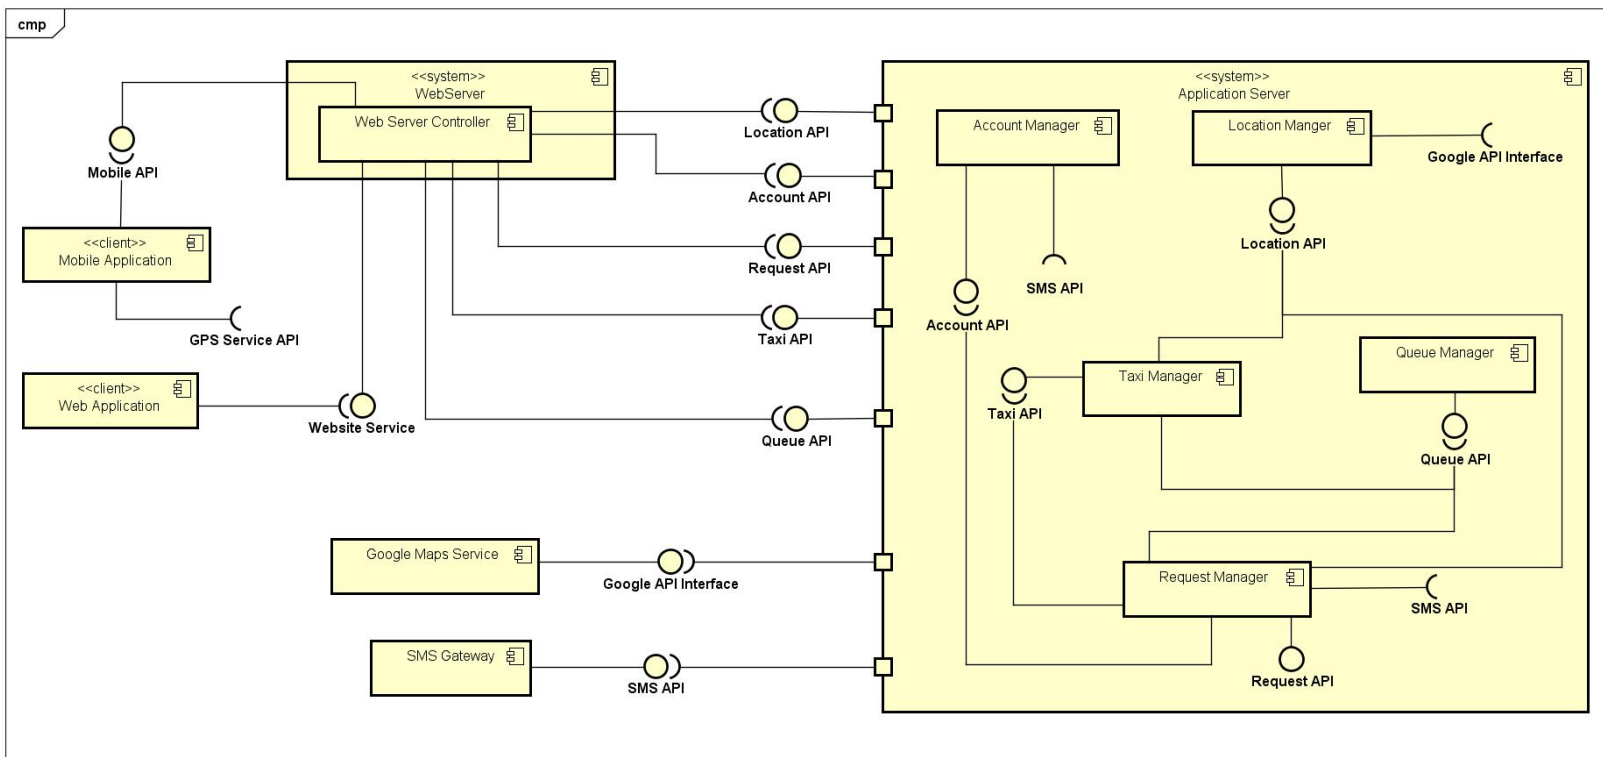 cmp
<<system>>
WebServer
Web Server Controller
Mobile API
<<client>>
Mobile Application
GPS Service API
<<client>>
Web Application
Website Service
Location API
Account API
Request API
Taxi API
Queue API
Google Maps Service
Google API Interface
SMS Gateway
SMS API
<<system>>
Application Server
Account Manager
Location Manger
Google API Interface
Location API
SMS API
Account API
Queue Manager
Taxi Manager
Taxi API
Queue API
Request Manager
SMS API
Request API